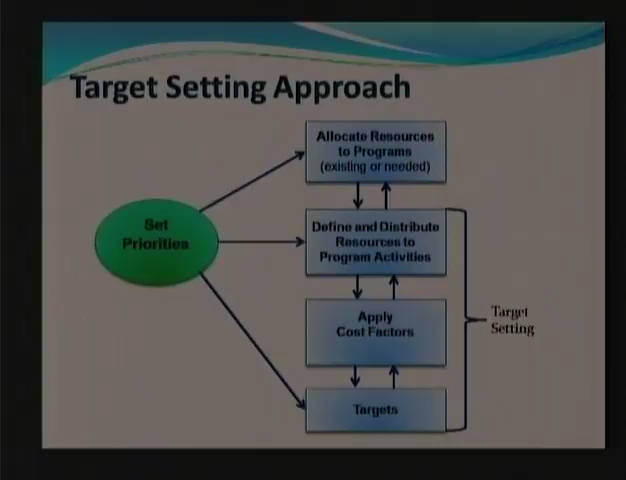 Target Setting Approach
Allocate Resources
to Programs
(existing or needed)
Set
Priorities
Define and Distribute
Resources to
Program Activities
Apply
Cost Factors
Target
Setting
Targets